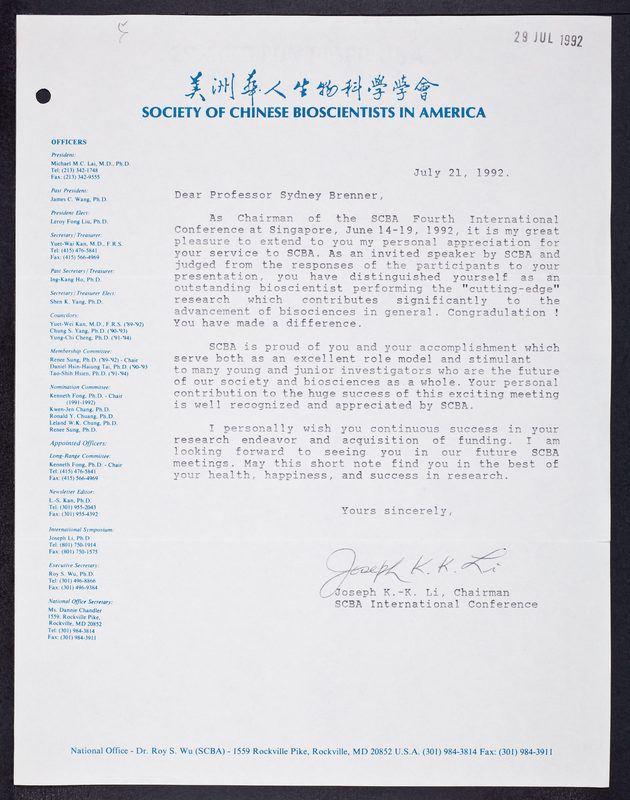 29 JUL 1992
美洲華人生物科學學會
SOCIETY OF CHINESE BIOSCIENTISTS IN AMERICA
OFFICERS
President:
Michael M.C. Lai, M.D., Ph.D.
Tel: (213) 342-1748
Fax: (213) 342-9555
Past President:
James C. Wang, Ph.D.
President Elect:
Leroy Fong Liu, Ph.D.
Secretary/Treasurer:
Yuet-Wai Kan, M.D., F.R.S.
Tel: (415) 476-5841
Fax: (415) 566-4969
Past Secretary/Treasurer:
Ing-Kang Ho, Ph.D.
Secretary/Treasurer Elect:
Shen K. Yang, Ph.D.
Councilors:
Yuet-Wei Kan, M.D., F.R.S. ('89-'92)
Chung S. Yang, Ph.D. ('90-'93)
Yung-Chi Cheng, Ph.D. ('91-'94)
Membership Committee:
Renee Sung, Ph.D. ('89-'92) - Chair
Daniel Hsin-Haiung Tai, Ph.D. ('90-'93
Tao-Shih Hsieh, Ph.D. ('91-'94)
Nomination Committee:
Kenneth Fong, Ph.D. - Chair
(1991-1992)
Kwen-Jen Chang, Ph.D.
Ronald Y. Chuang, Ph.D.
Leland W.K. Chung, Ph.D.
Renee Sung, Ph.D.
Appointed Officers:
Long-Range Committee:
Kenneth Fong, Ph.D. - Chair
Tel: (415) 476-5841
Fax: (415) 566-4969
Newsletter Editor:
L.-S. Kan, Ph.D.
Tel: (301) 955-2043
Fax: (301) 955-4392
International Symposium:
Joseph Li, Ph.D
Tel: (801) 750-1914
Fax: (801) 750-1575
Executive Secretary:
Roy S. Wu, Ph.D.
Tel: (301) 496-8866
Fax: (301) 496-9384
National Office Secretary:
Ms. Dannie Chandler
1559, Rockville Pike,
Rockville, MD 20852
Tel: (301) 984-3814
Fax: (301) 984-3911
July 21, 1992.
Dear Professor Sydney Brenner,
As Chairman of the SCBA Fourth International
Conference at Singapore, June 14-19, 1992, it is my great
pleasure to extend to you my personal appreciation for
your service to SCBA. As an invited speaker by SCBA and
judged from the responses of the participants to your
presentation, you have distinguished yourself as an
outstanding bioscientist performing the "cutting-edge"
research which contributes significantly to the
advancement of biosciences in general. Congradulation !
You have made a difference.
SCBA is proud of you and your accomplishment which
serve both as an excellent role model and stimulant
to many young and junior investigators who are the future
of our society and biosciences as a whole. Your personal
contribution to the huge success of this exciting meeting
is well recognized and appreciated by SCBA.
I personally wish you continuous success in your
research endeavor and acquisition of funding. I am
looking forward to seeing you in our future SCBA
meetings. May this short note find you in the best of
your health, happiness, and success in research.
Yours sincerely,
Joseph K. K. Li
Joseph K.-K. Li, Chairman
SCBA International Conference
National Office - Dr. Roy S. Wu (SCBA) - 1559 Rockville Pike, Rockville, MD 20852 U.S.A. (301) 984-3814 Fax: (301) 984-3911